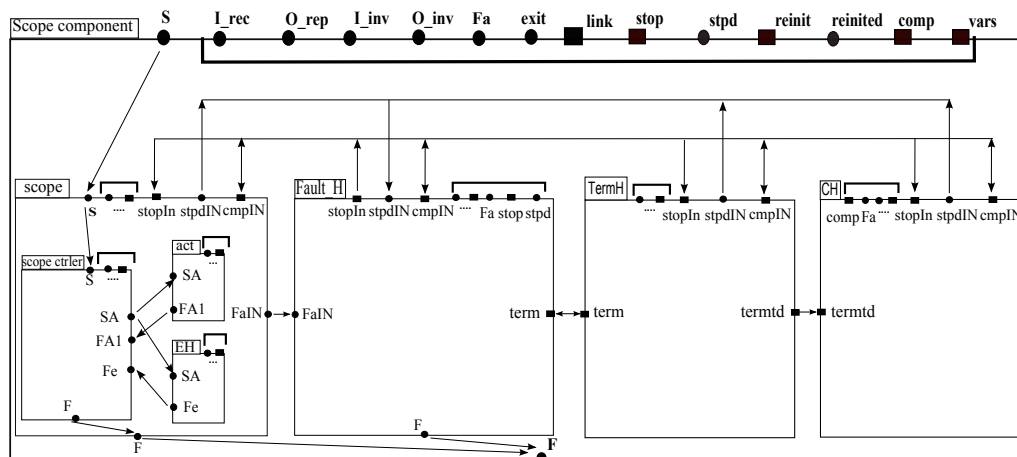 Scope component
S I_rec O_rep I_inv O_inv Fa exit link stop stpd reinit reinited comp vars
scope
s .... stopIn stpdIN cmpIN
Fault_H
stopIn stpdIN cmpIN .... Fa stop stpd
TermH
.... stopIn stpdIN cmpIN
CH
comp Fa .... stopIn stpdIN cmpIN
scope ctrler
S ....
SA
FA1
Fe
F
act
...
SA
FA1
EH
...
SA
Fe
F
FaIN FaIN
term term
termtd termtd
F
F